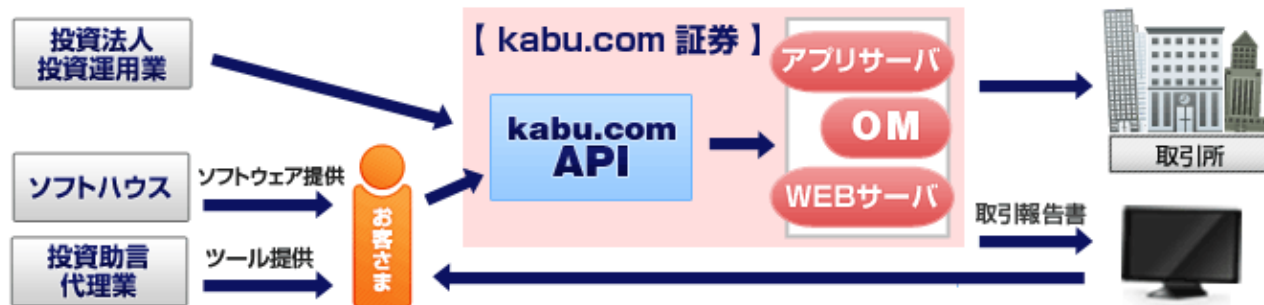 投資法人
投資運用業
ソフトハウス
ソフトウェア提供
投資助言
代理業
ツール提供
お客さま
【 kabu.com 証券 】
kabu.com
API
アプリサーバ
OM
WEBサーバ
取引所
取引報告書